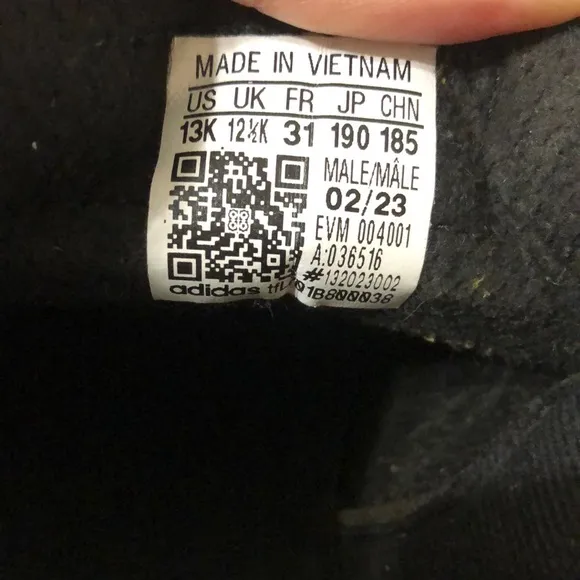 MADE IN VIETNAM
US UK FR JP CHN
13K 12½K 31 190 185
MALE/MÂLE
02/23
EVM 004001
A:036516
#132023002
adidas
01B800038